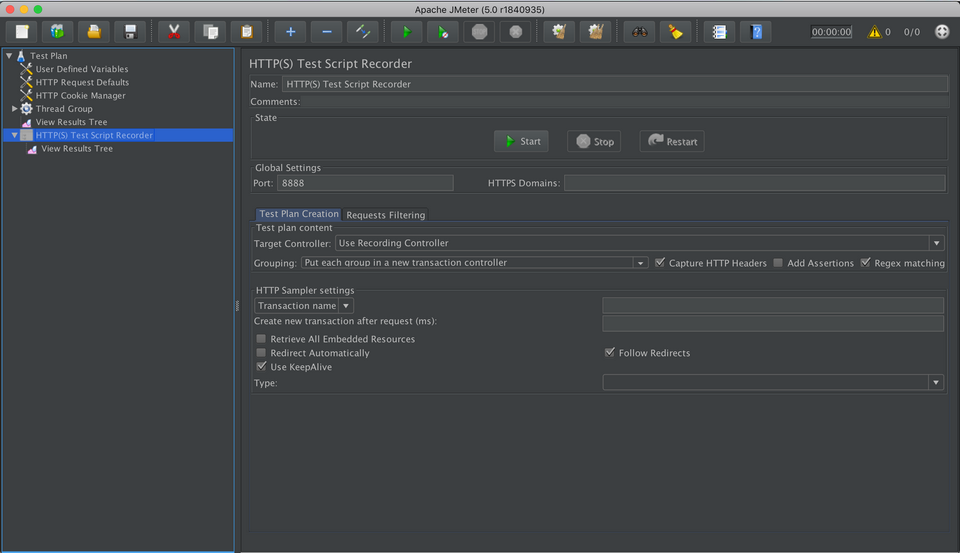 Apache JMeter (5.0 r1840935)
00:00:00 0 0/0
Test Plan
User Defined Variables
HTTP Request Defaults
HTTP Cookie Manager
Thread Group
View Results Tree
HTTP(S) Test Script Recorder
View Results Tree
HTTP(S) Test Script Recorder
Name: HTTP(S) Test Script Recorder
Comments:
State
Start Stop Restart
Global Settings
Port: 8888 HTTPS Domains:
Test Plan Creation Requests Filtering
Test plan content
Target Controller: Use Recording Controller
Grouping: Put each group in a new transaction controller Capture HTTP Headers Add Assertions Regex matching
HTTP Sampler settings
Transaction name
Create new transaction after request (ms):
Retrieve All Embedded Resources
Redirect Automatically Follow Redirects
Use KeepAlive
Type: